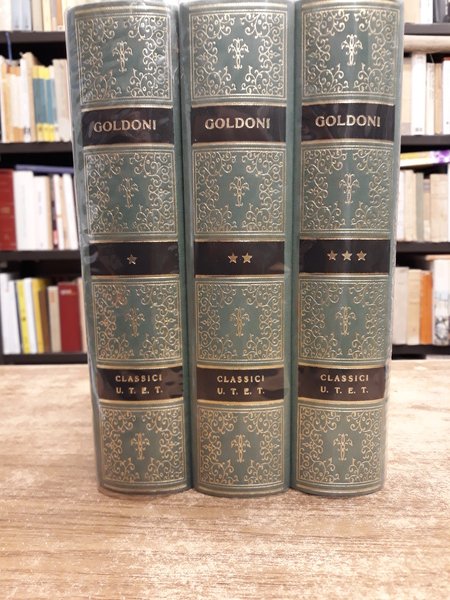 GOLDONI
★
CLASSICI
U. T. E. T.
GOLDONI
★★
CLASSICI
U. T. E. T.
GOLDONI
★★★
CLASSICI
U. T. E. T.